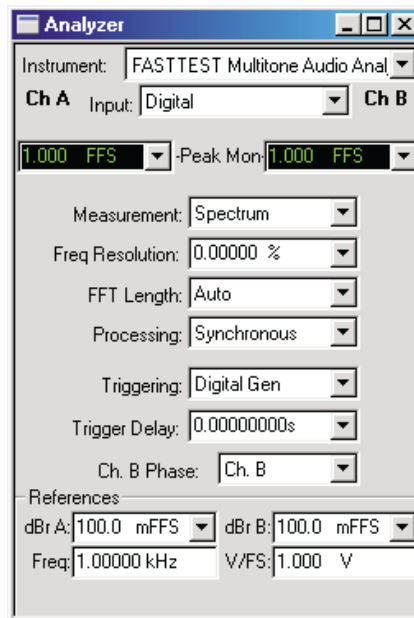 Analyzer
Instrument: FASTTEST Multitone Audio Anal
Ch A Input: Digital Ch B
1.000 FFS -Peak Mon- 1.000 FFS
Measurement: Spectrum
Freq Resolution: 0.00000 %
FFT Length: Auto
Processing: Synchronous
Triggering: Digital Gen
Trigger Delay: 0.00000000s
Ch. B Phase: Ch. B
References
dBr A: 100.0 mFFS dBr B: 100.0 mFFS
Freq: 1.00000 kHz V/FS: 1.000 V